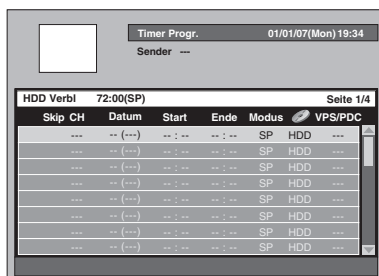 Timer Progr. 01/01/07(Mon) 19:34
Sender ---
HDD Verbl 72:00(SP) Seite 1/4
Skip CH Datum Start Ende Modus VPS/PDC
--- -- (---) -- : -- -- : -- SP HDD ---
--- -- (---) -- : -- -- : -- SP HDD ---
--- -- (---) -- : -- -- : -- SP HDD ---
--- -- (---) -- : -- -- : -- SP HDD ---
--- -- (---) -- : -- -- : -- SP HDD ---
--- -- (---) -- : -- -- : -- SP HDD ---
--- -- (---) -- : -- -- : -- SP HDD ---
--- -- (---) -- : -- -- : -- SP HDD ---